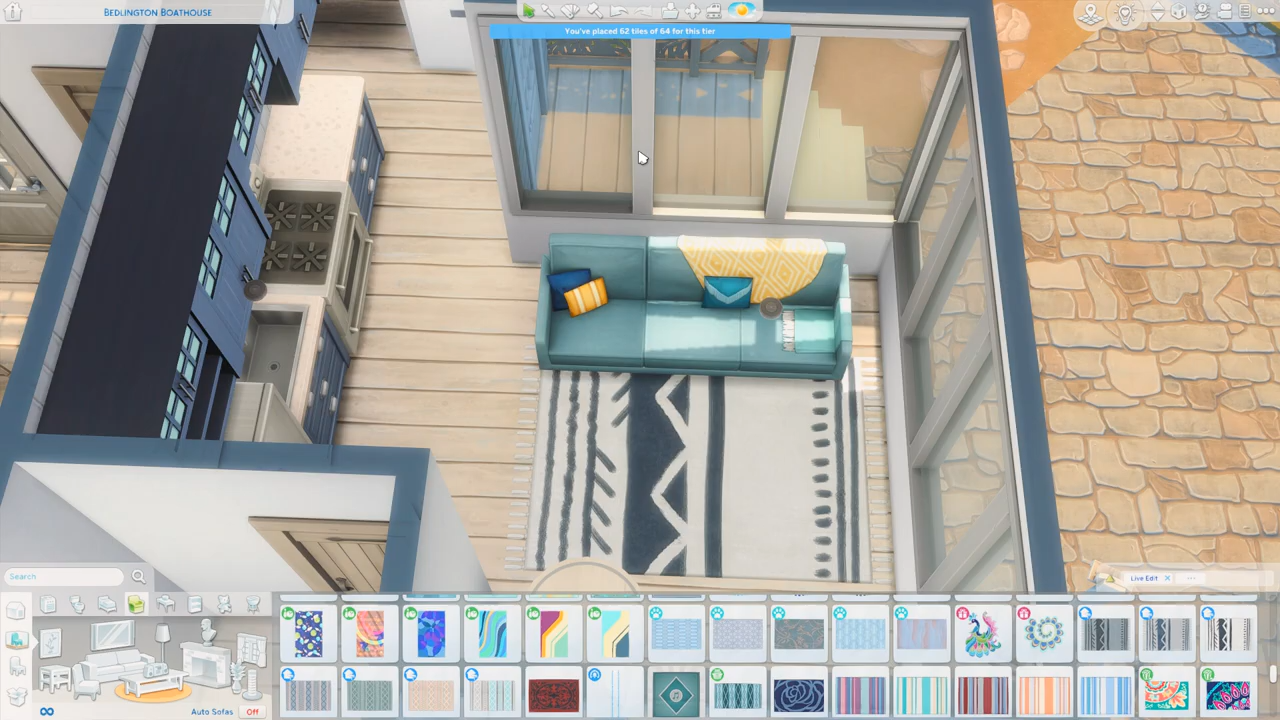 Bedlington Boathouse
You've placed 62 tiles of 64 for this tier
Live Edit
Search
Auto Sofas Off